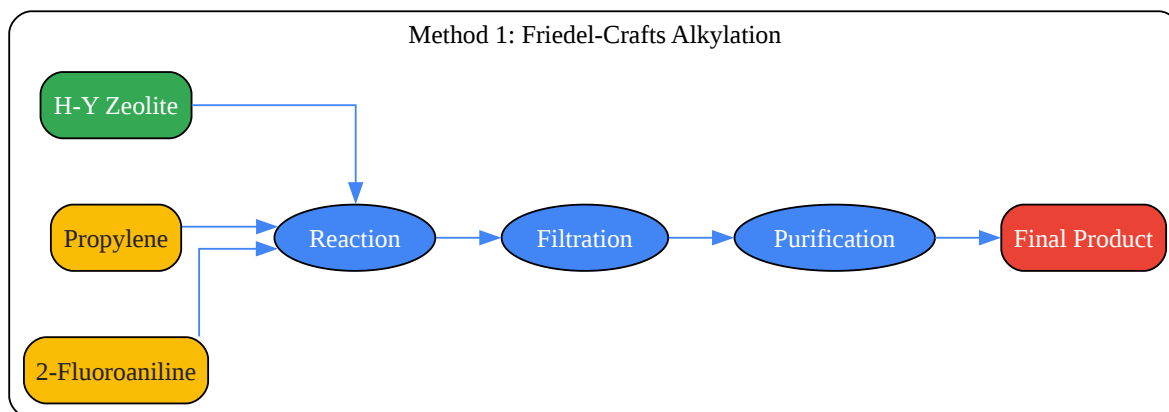 Method 1: Friedel-Crafts Alkylation
H-Y Zeolite
Propylene
Reaction
Filtration
Purification
Final Product
2-Fluoroaniline